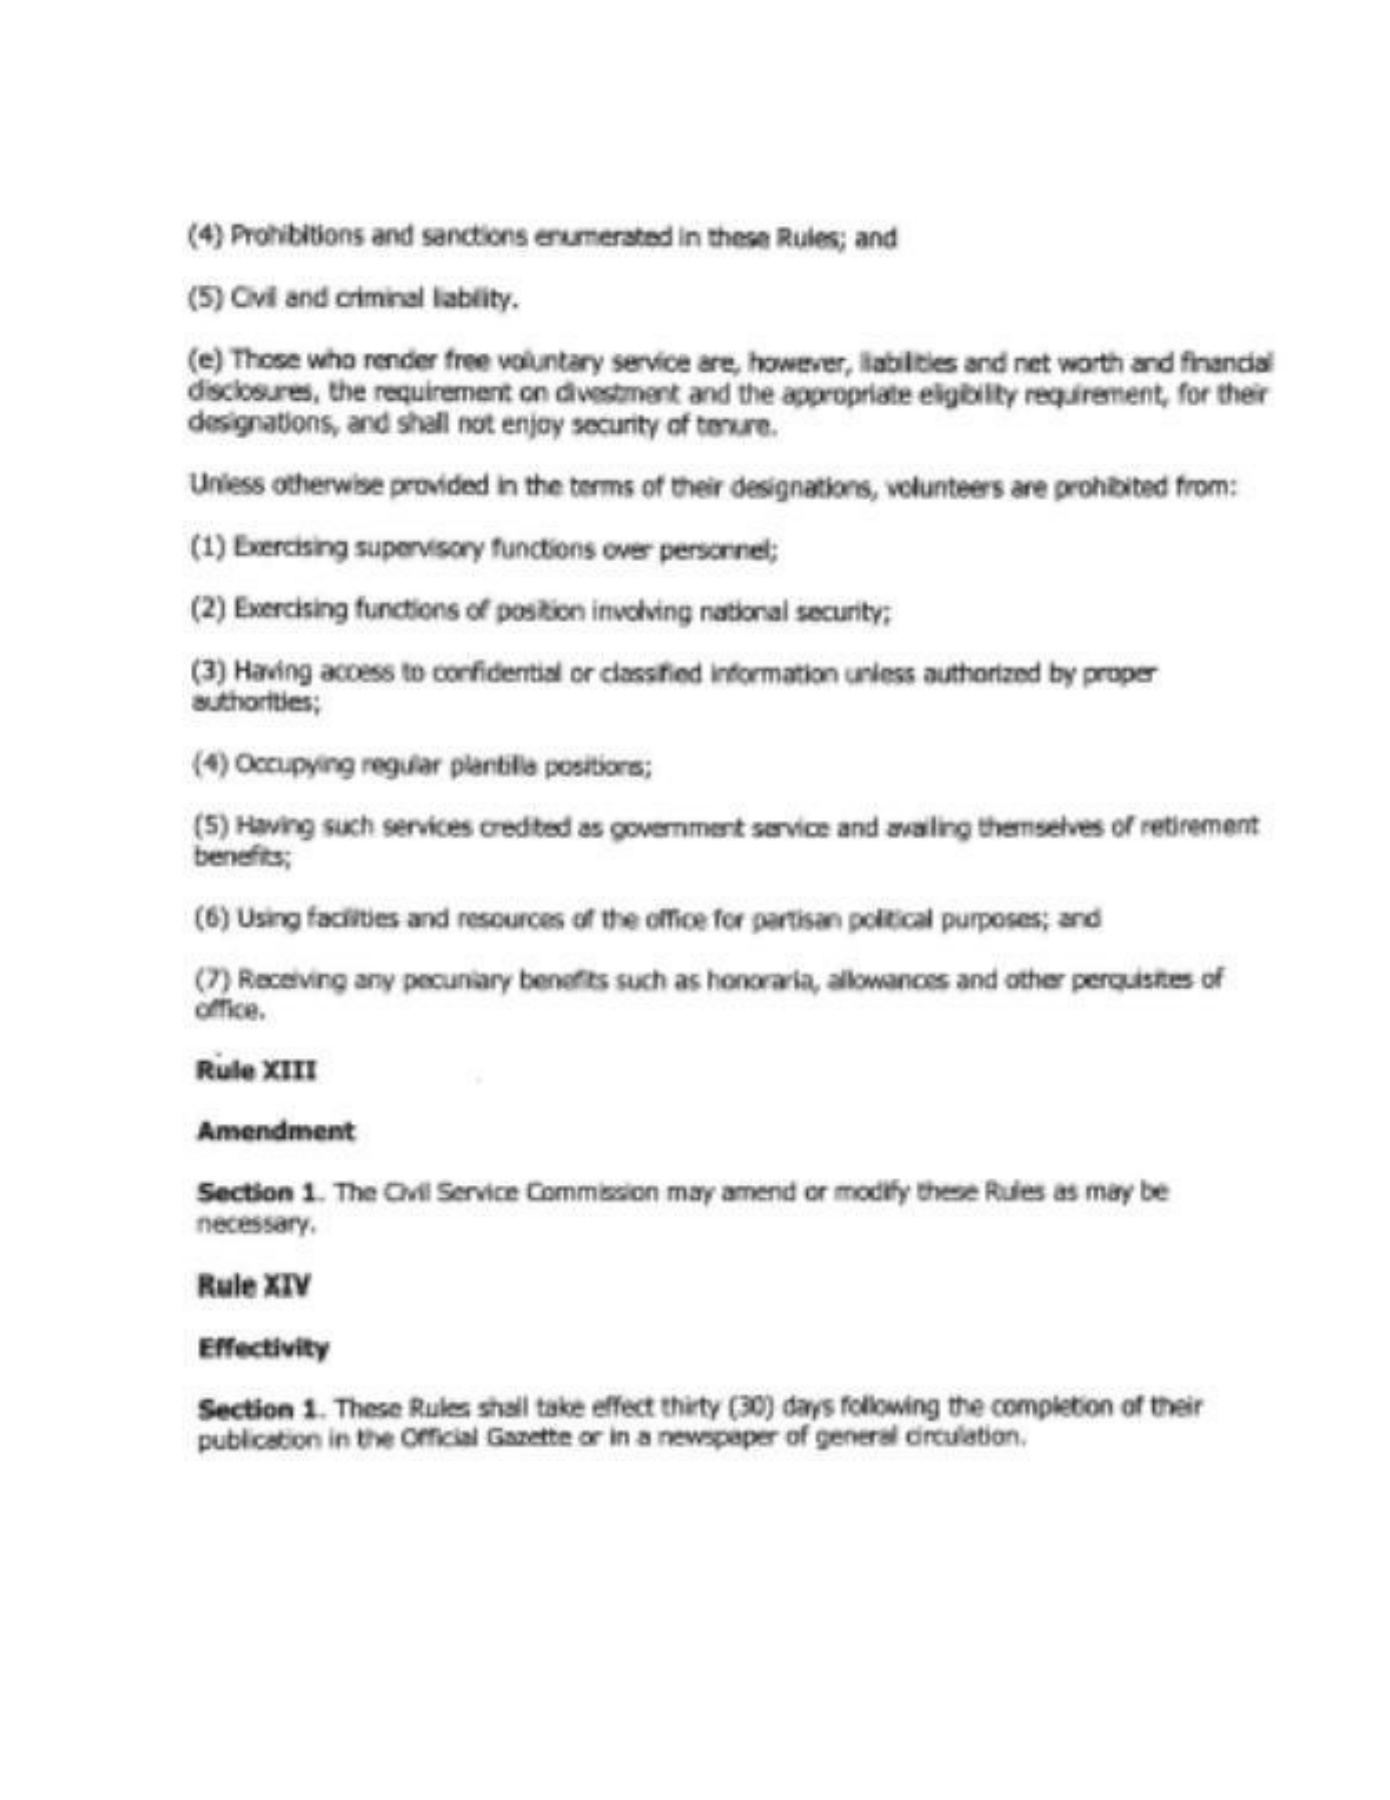 (4) Prohibitions and sanctions enumerated in these Rules; and
(5) Civil and criminal liability.
(e) Those who render free voluntary service are, however, liabilities and net worth and financial
disclosures, the requirement on divestment and the appropriate eligibility requirement, for their
designations, and shall not enjoy security of tenure.
Unless otherwise provided in the terms of their designations, volunteers are prohibited from:
(1) Exercising supervisory functions over personnel;
(2) Exercising functions of position involving national security;
(3) Having access to confidential or classified information unless authorized by proper
authorities;
(4) Occupying regular plantilla positions;
(5) Having such services credited as government service and availing themselves of retirement
benefits;
(6) Using facilities and resources of the office for partisan political purposes; and
(7) Receiving any pecuniary benefits such as honoraria, allowances and other perquisites of
office.
Rule XIII
Amendment
Section 1. The Civil Service Commission may amend or modify these Rules as may be
necessary.
Rule XIV
Effectivity
Section 1. These Rules shall take effect thirty (30) days following the completion of their
publication in the Official Gazette or in a newspaper of general circulation.